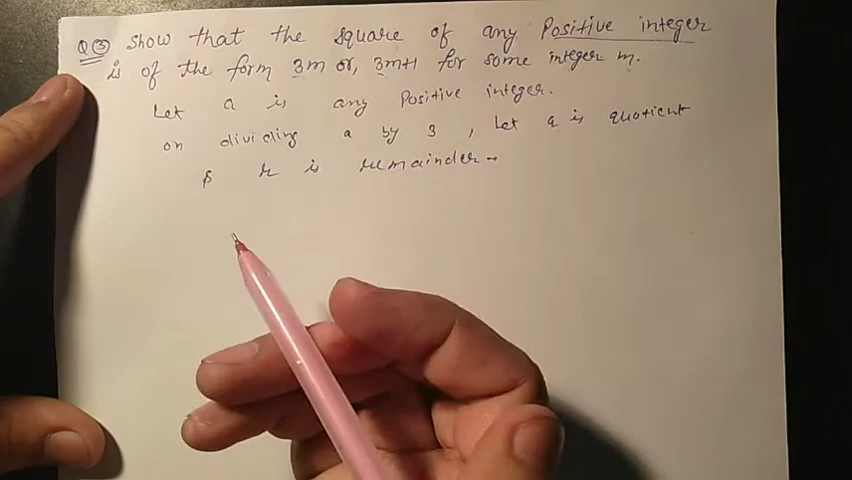 Q③ Show that the square of any Positive integer
is of the form 3m or, 3m+1 for some integer m.
Let a is any Positive integer.
on dividing a by 3, Let q is quotient
& r is remainder.